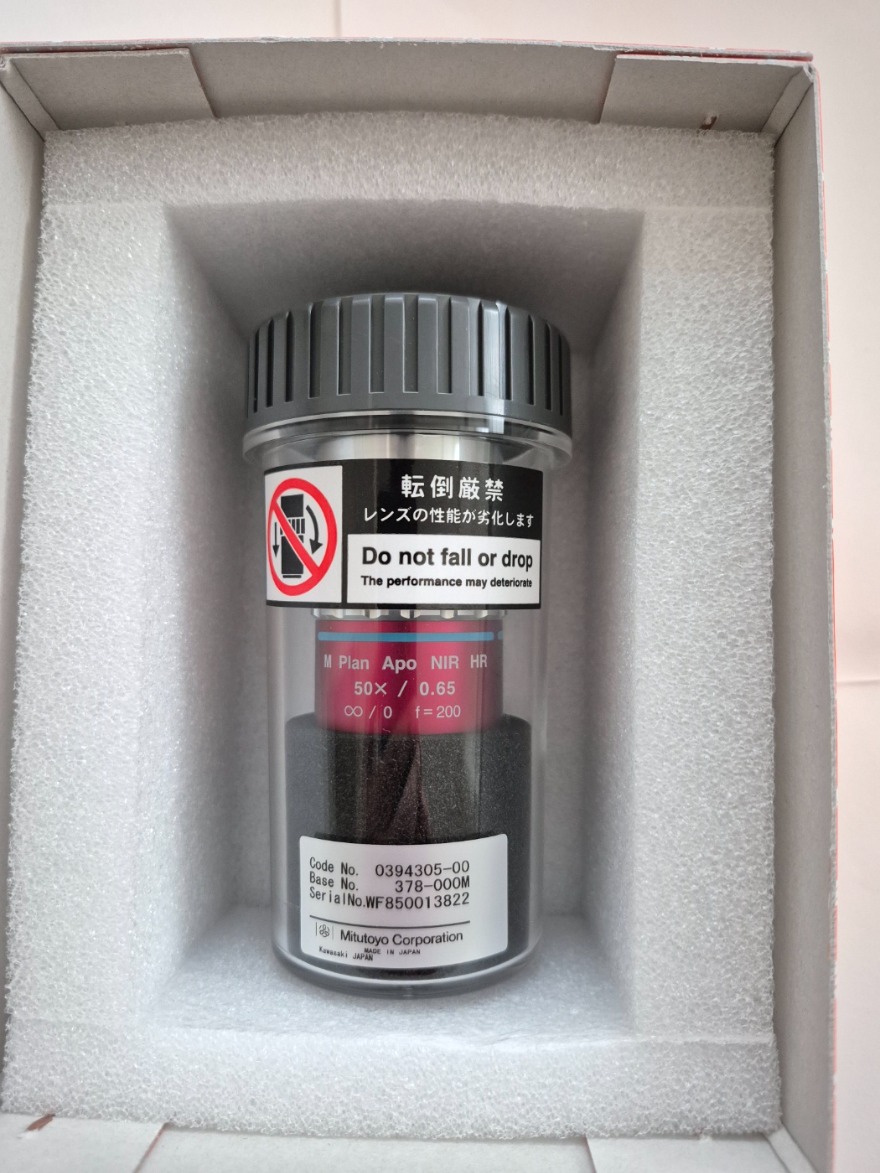 転倒厳禁
レンズの性能が劣化します
Do not fall or drop
The performance may deteriorate
M Plan Apo NIR HR
50× / 0.65
∞ / 0 f=200
Code No. 0394305-00
Base No. 378-000M
SerialNo.WF850013822
Mitutoyo Corporation
MADE IN JAPAN
Kawasaki JAPAN